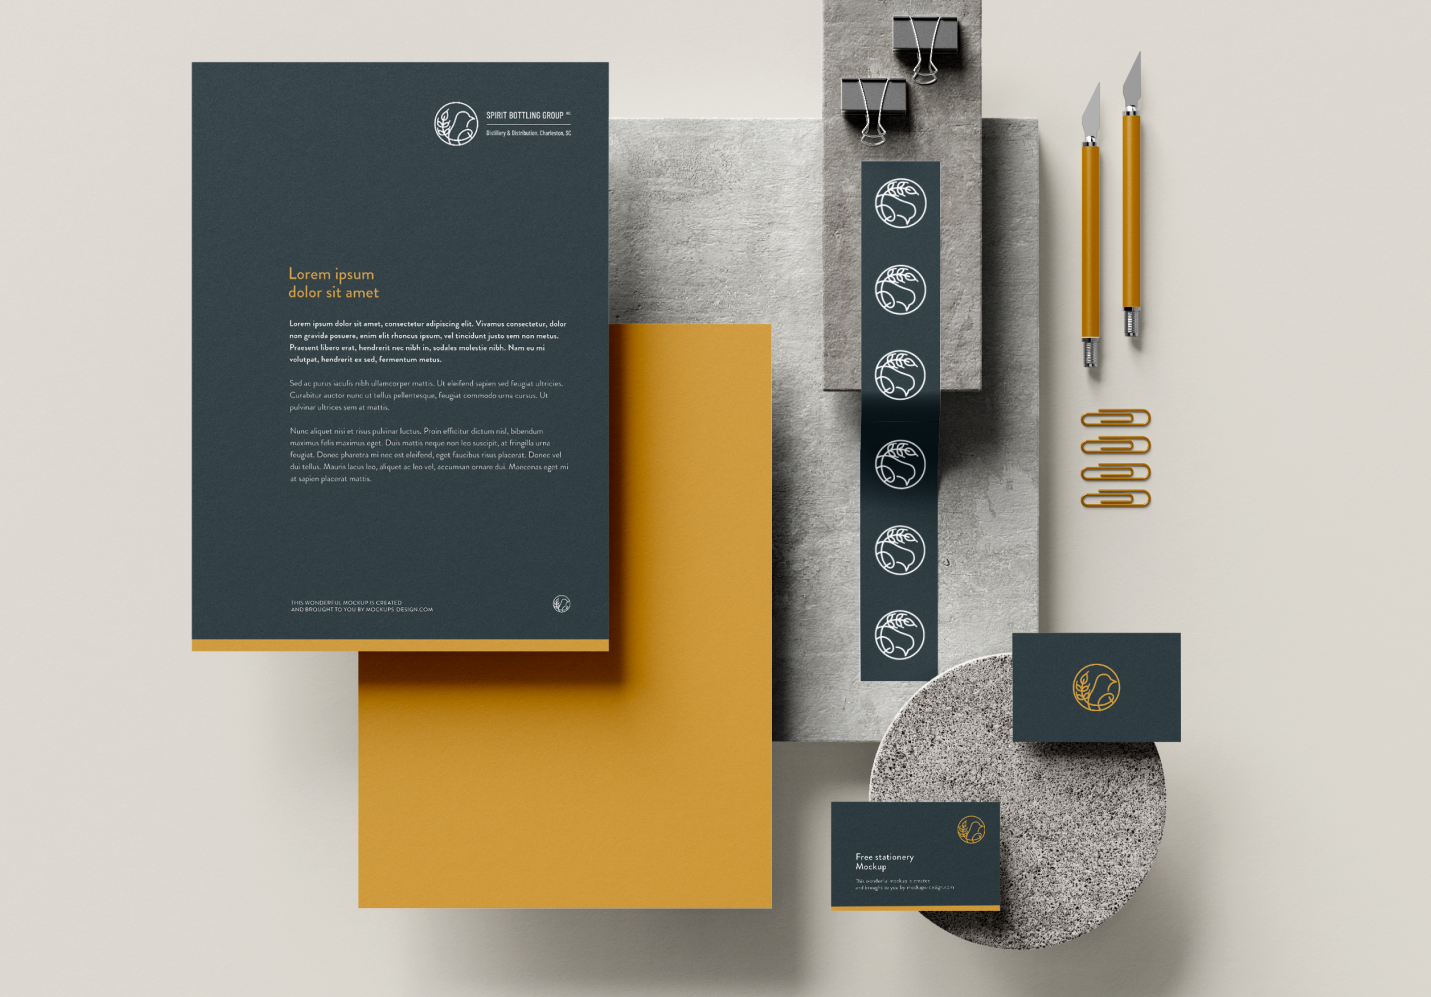 SPIRIT BOTTLING GROUP
Distillery & Distribution. Charleston, SC
Lorem ipsum
dolor sit amet
Lorem ipsum dolor sit amet, consectetur adipiscing elit. Vivamus consectetur, dolor
non gravida posuere, enim elit rhoncus ipsum, vel tincidunt justo sem non metus.
Praesent libero erat, hendrerit nec nibh in, sodales molestie nibh. Nam eu mi
volutpat, hendrerit ex sed, fermentum metus.
Sed ac purus iaculis nibh ullamcorper mattis. Ut eleifend sapien sed feugiat ultricies.
Curabitur auctor nunc ut tellus pellentesque, feugiat commodo urna cursus. Ut
pulvinar ultrices sem at mattis.
Nunc aliquet nisi et risus pulvinar luctus. Proin efficitur dictum nisl, bibendum
maximus felis maximus eget. Duis mattis neque non leo suscipit, at fringilla urna
feugiat. Donec pharetra mi nec est eleifend, eget faucibus risus placerat. Donec vel
dui tellus. Mauris lacus leo, aliquet ac leo vel, accumsan ornare dui. Maecenas eget mi
at sapien placerat mattis.
THIS WONDERFUL MOCKUP IS CREATED
AND BROUGHT TO YOU BY MOCKUPS-DESIGN.COM
Free stationery
Mockup
This wonderful mockup is created
and brought to you by mockups-design.com